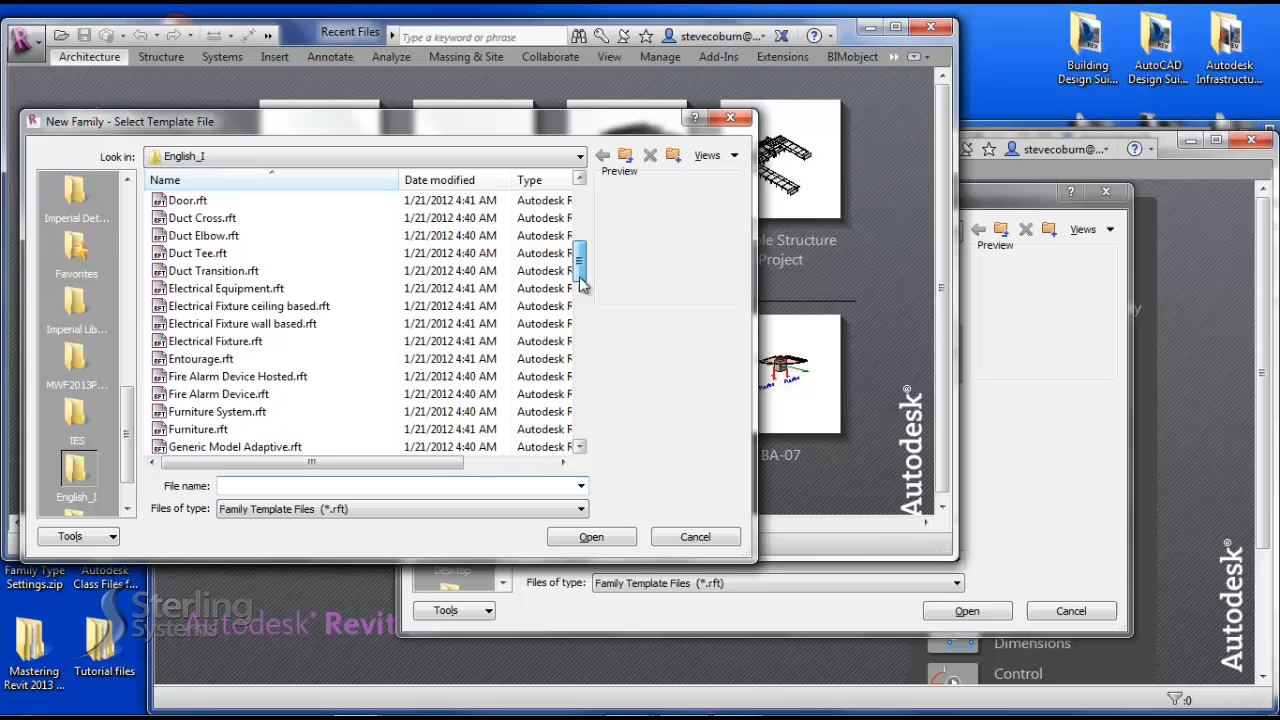 Recent Files
Type a keyword or phrase
stevecoburn@...
Architecture Structure Systems Insert Annotate Analyze Massing & Site Collaborate View Manage Add-Ins Extensions BIMobject
Building
Design Sui...
AutoCAD
Design Sui...
Autodesk
Infrastructu...
New Family - Select Template File
Look in: English_I
Views
Preview
Name Date modified Type
Door.rft 1/21/2012 4:41 AM Autodesk R
Duct Cross.rft 1/21/2012 4:40 AM Autodesk R
Duct Elbow.rft 1/21/2012 4:40 AM Autodesk R
Duct Tee.rft 1/21/2012 4:40 AM Autodesk R
Duct Transition.rft 1/21/2012 4:40 AM Autodesk R
Electrical Equipment.rft 1/21/2012 4:41 AM Autodesk R
Electrical Fixture ceiling based.rft 1/21/2012 4:41 AM Autodesk R
Electrical Fixture wall based.rft 1/21/2012 4:41 AM Autodesk R
Electrical Fixture.rft 1/21/2012 4:41 AM Autodesk R
Entourage.rft 1/21/2012 4:41 AM Autodesk R
Fire Alarm Device Hosted.rft 1/21/2012 4:40 AM Autodesk R
Fire Alarm Device.rft 1/21/2012 4:40 AM Autodesk R
Furniture System.rft 1/21/2012 4:40 AM Autodesk R
Furniture.rft 1/21/2012 4:41 AM Autodesk R
Generic Model Adaptive.rft 1/21/2012 4:40 AM Autodesk R
Imperial Det...
Favorites
Imperial Lib...
MWF2013P...
IES
English_I
File name:
Files of type: Family Template Files (*.rft)
Tools Open Cancel
ple Structure
Project
BA-07
Autodesk
stevecoburn@...
Views
Preview
Desktop
Files of type: Family Template Files (*.rft)
Tools Open Cancel
Dimensions
Control
Autodesk
:0
Family Type
Settings.zip
Autodesk
Class Files f...
Sterling
Systems
Autodesk® Revit
Mastering
Revit 2013 ...
Tutorial files